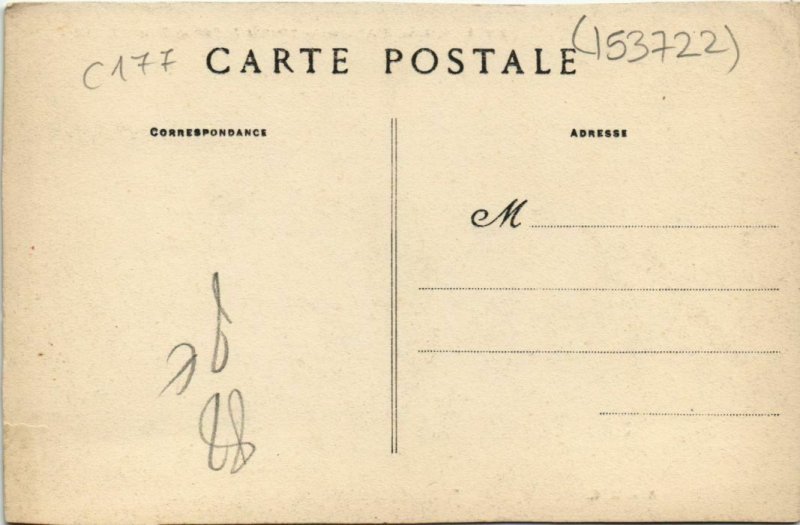 C177 CARTE POSTALE (153722)
CORRESPONDANCE
ADRESSE
M